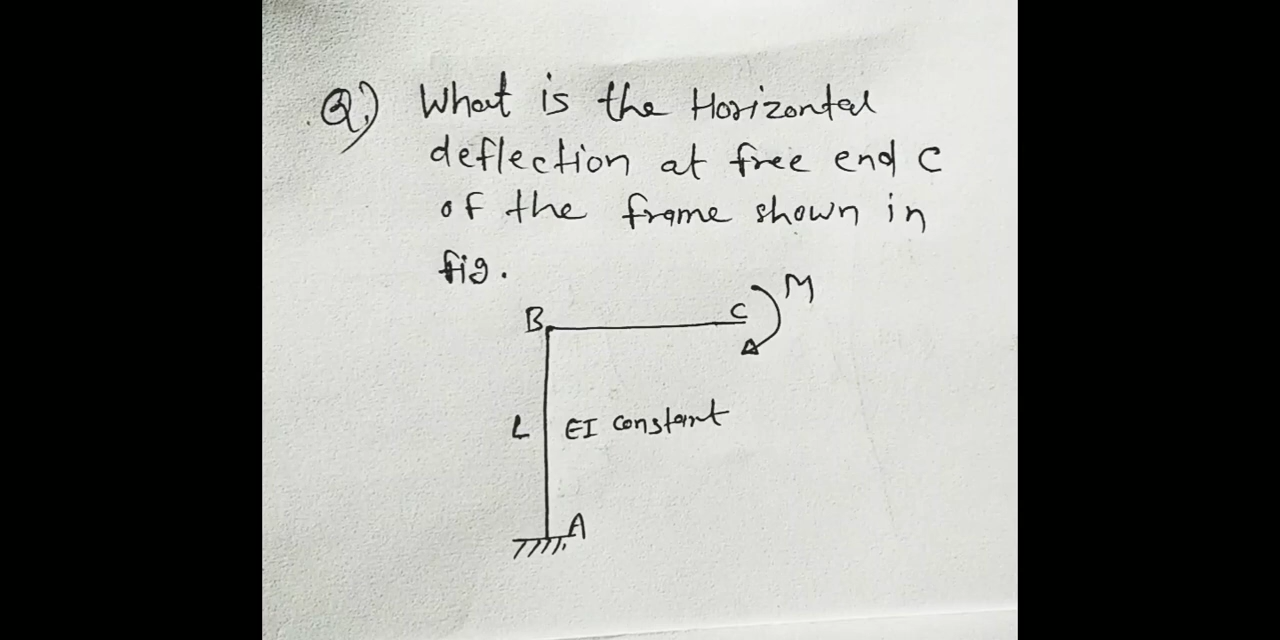 Q.) What is the Horizontal
deflection at free end C
of the frame shown in
fig.
M
B
C
L
EI constant
A